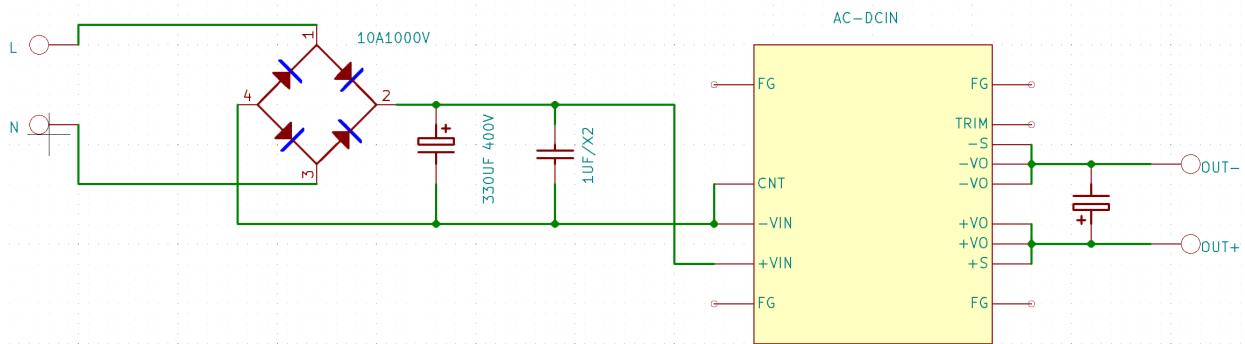 AC-DCIN
L
10A1000V
1
4
2
3
N
+
330UF 400V
1UF/X2
FG
CNT
-VIN
+VIN
FG
FG
TRIM
-S
-VO
-VO
+VO
+VO
+S
FG
+
OUT-
OUT+